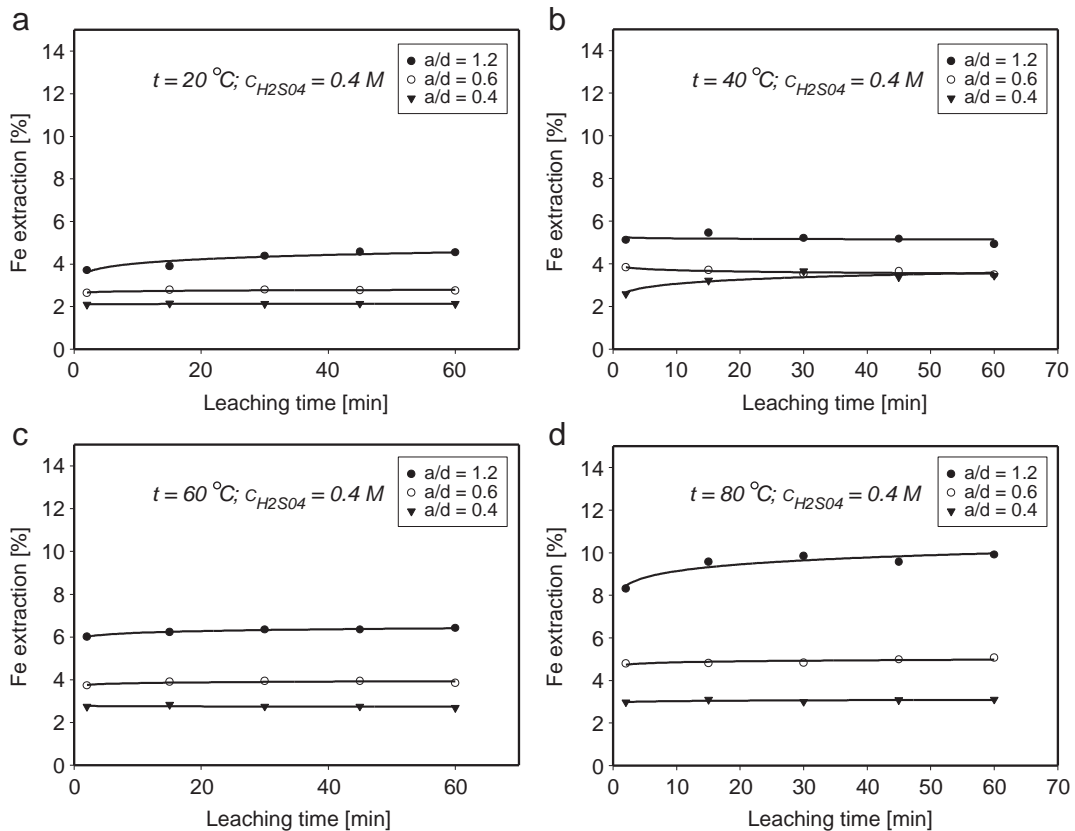 a
t = 20 °C; cH2S04 = 0.4 M
a/d = 1.2
a/d = 0.6
a/d = 0.4
Fe extraction [%]
14
12
10
8
6
4
2
0
0 20 40 60
Leaching time [min]
b
t = 40 °C; cH2S04 = 0.4 M
a/d = 1.2
a/d = 0.6
a/d = 0.4
Fe extraction [%]
14
12
10
8
6
4
2
0
0 10 20 30 40 50 60 70
Leaching time [min]
c
t = 60 °C; cH2S04 = 0.4 M
a/d = 1.2
a/d = 0.6
a/d = 0.4
Fe extraction [%]
14
12
10
8
6
4
2
0
0 20 40 60
Leaching time [min]
d
t = 80 °C; cH2S04 = 0.4 M
a/d = 1.2
a/d = 0.6
a/d = 0.4
Fe extraction [%]
14
12
10
8
6
4
2
0
0 10 20 30 40 50 60 70
Leaching time [min]